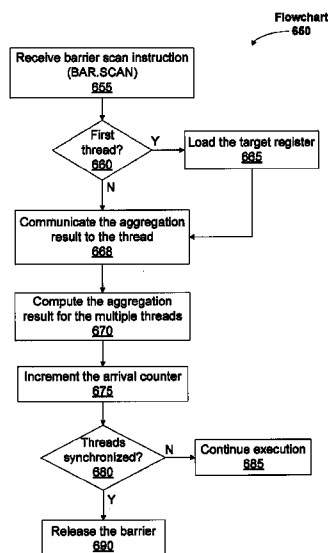 Flowchart
650
Receive barrier scan instruction
(BAR.SCAN)
655
First
thread?
660
Y
Load the target register
665
N
Communicate the aggregation
result to the thread
668
Compute the aggregation
result for the multiple threads
670
Increment the arrival counter
675
Threads
synchronized?
680
N
Continue execution
685
Y
Release the barrier
690